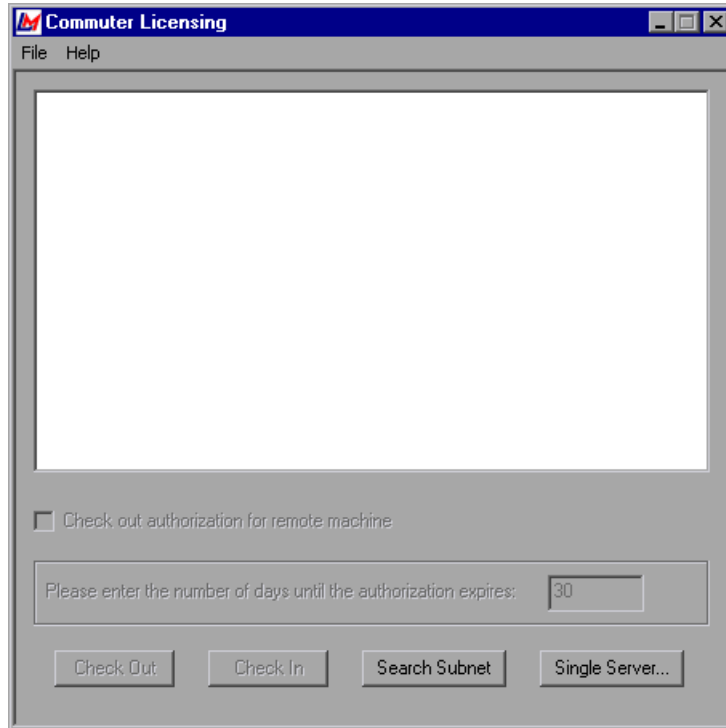 Commuter Licensing
File Help
Check out authorization for remote machine
Please enter the number of days until the authorization expires: 30
Check Out Check In Search Subnet Single Server...